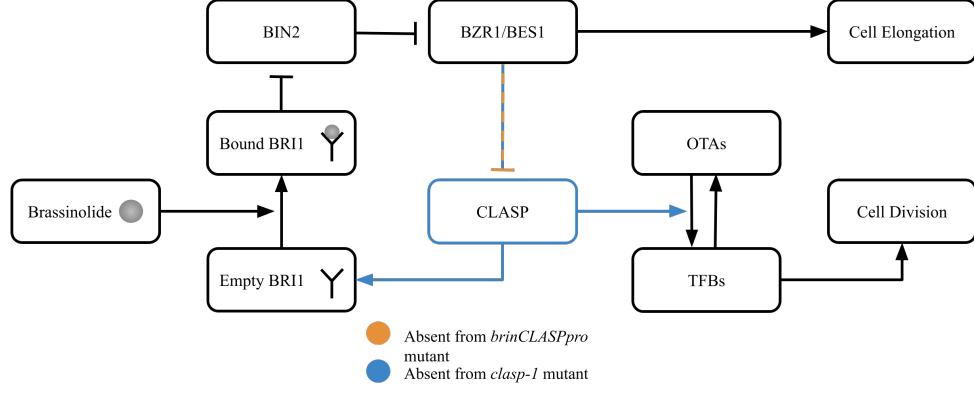 BIN2
BZR1/BES1
Cell Elongation
Bound BRI1
OTAs
Brassinolide
CLASP
Cell Division
Empty BRI1
TFBs
Absent from brinCLASPpro
mutant
Absent from clasp-1 mutant